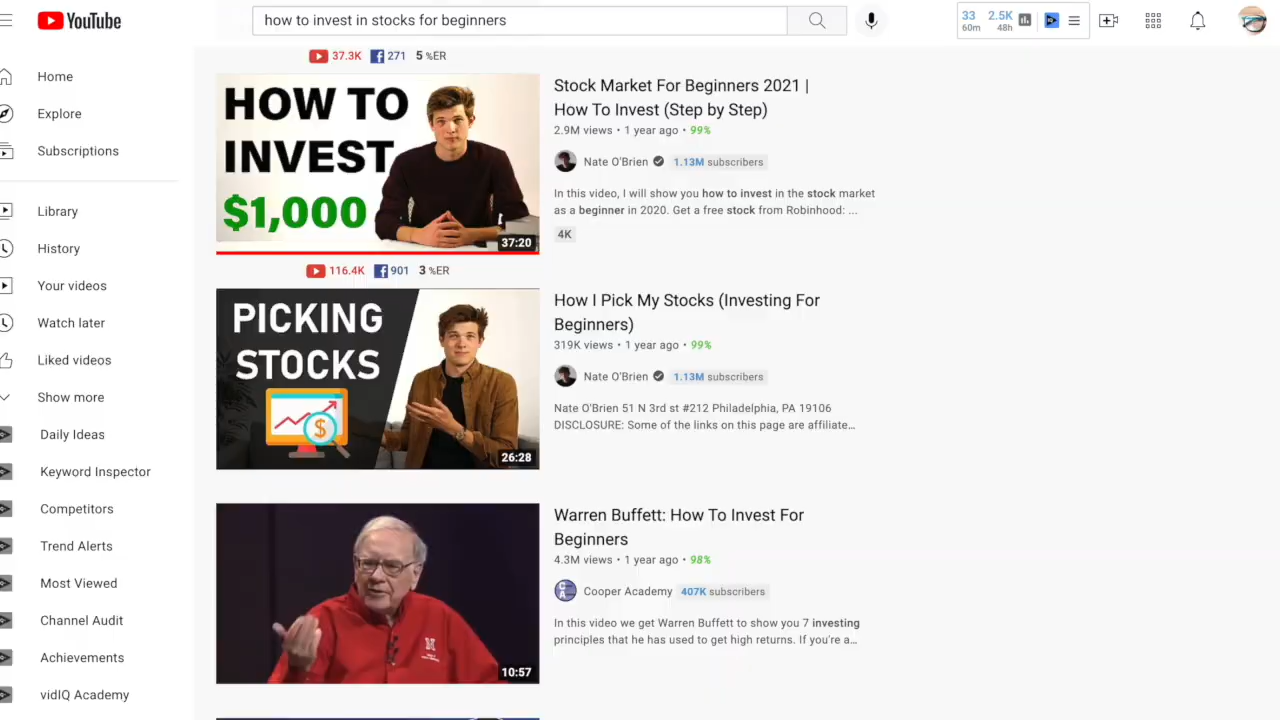 YouTube
how to invest in stocks for beginners
33
60m
2.5K
48h
Home
Explore
Subscriptions
Library
History
Your videos
Watch later
Liked videos
Show more
Daily Ideas
Keyword Inspector
Competitors
Trend Alerts
Most Viewed
Channel Audit
Achievements
vidIQ Academy
37.3K 271 5 %ER
HOW TO
INVEST
$1,000
37:20
Stock Market For Beginners 2021 |
How To Invest (Step by Step)
2.9M views • 1 year ago • 99%
Nate O'Brien 1.13M subscribers
In this video, I will show you how to invest in the stock market
as a beginner in 2020. Get a free stock from Robinhood: ...
4K
116.4K 901 3 %ER
PICKING
STOCKS
$
26:28
How I Pick My Stocks (Investing For
Beginners)
319K views • 1 year ago • 99%
Nate O'Brien 1.13M subscribers
Nate O'Brien 51 N 3rd st #212 Philadelphia, PA 19106
DISCLOSURE: Some of the links on this page are affiliate...
N
10:57
Warren Buffett: How To Invest For
Beginners
4.3M views • 1 year ago • 98%
Cooper Academy 407K subscribers
In this video we get Warren Buffett to show you 7 investing
principles that he has used to get high returns. If you're a...